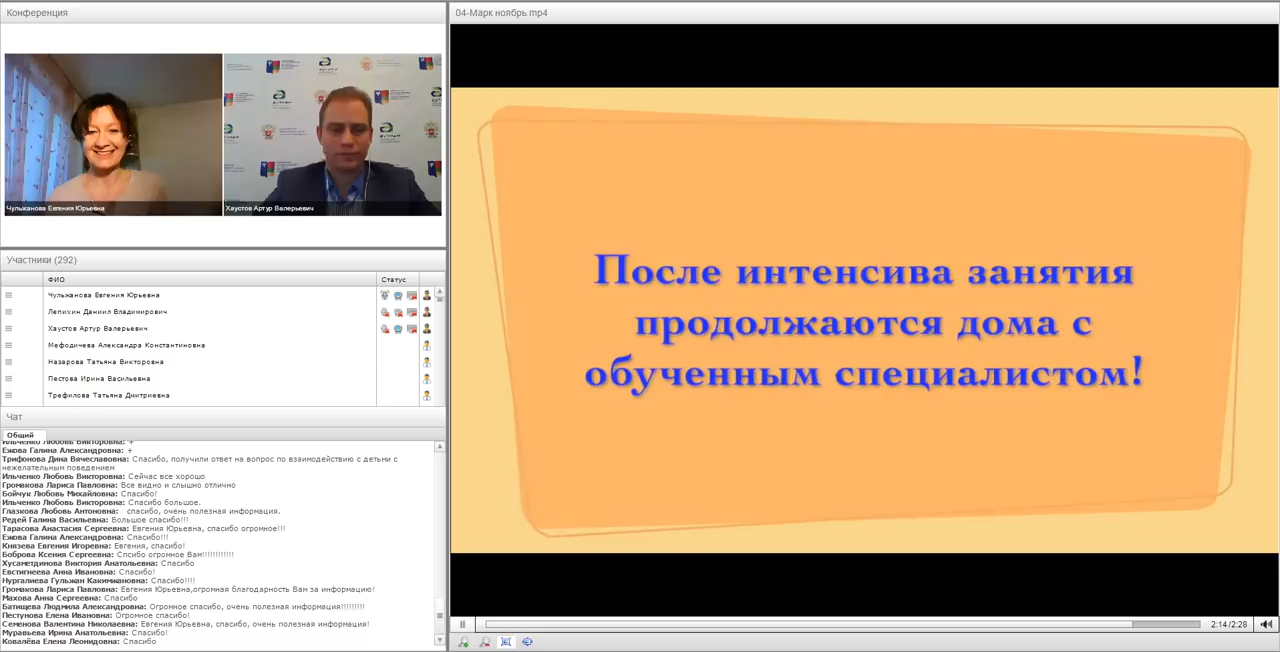 Конференция
Чулыжанова Евгения Юрьевна
Хаустов Артур Валерьевич
Участники (292)
ФИО
Статус
Чулыжанова Евгения Юрьевна
Лепихин Даниил Владимирович
Хаустов Артур Валерьевич
Мефодичева Александра Константиновна
Назарова Татьяна Викторовна
Пестова Ирина Васильевна
Трефилова Татьяна Дмитриевна
Чат
Общий
Ильченко Любовь Викторовна: +
Ежова Галина Александровна: +
Трифонова Дина Вячеславовна: Спасибо, получили ответ на вопрос по взаимодействию с детьми с
нежелательным поведением
Ильченко Любовь Викторовна: Сейчас все хорошо
Громакова Лариса Павловна: Все видно и слышно отлично
Бойчук Любовь Михайловна: Спасибо!
Ильченко Любовь Викторовна: Спасибо большое.
Глазкова Любовь Антоновна: спасибо, очень полезная информация.
Редей Галина Васильевна: Большое спасибо!!!
Тарасова Анастасия Сергеевна: Евгения Юрьевна, спасибо огромное!!!
Ежова Галина Александровна: Спасибо!!!
Князева Евгения Игоревна: Евгения, спасибо!
Боброва Ксения Сергеевна: Спсибо огромное Вам!!!!!!!!!!!!
Хусаметдинова Виктория Анатольевна: Спасибо
Евстигнеева Анна Ивановна: Спасибо!
Нургалиева Гульжан Какимжановна: Спасибо!!!!
Громакова Лариса Павловна: Евгения Юрьевна,огромная благодарность Вам за информацию!
Махова Анна Сергеевна: Спасибо
Батищева Людмила Александровна: Огромное спасибо, очень полезная информация!!!!!!!!!
Пестунова Елена Ивановна: Огромное спасибо!
Семенова Валентина Николаевна: Евгения Юрьевна, спасибо, очень полезная информация!
Муравьева Ирина Анатольевна: Спасибо!
Ковалёва Елена Леонидовна: Спасибо
04-Марк ноябрь.mp4
После интенсива занятия
продолжаются дома с
обученным специалистом!
2:14/2:28